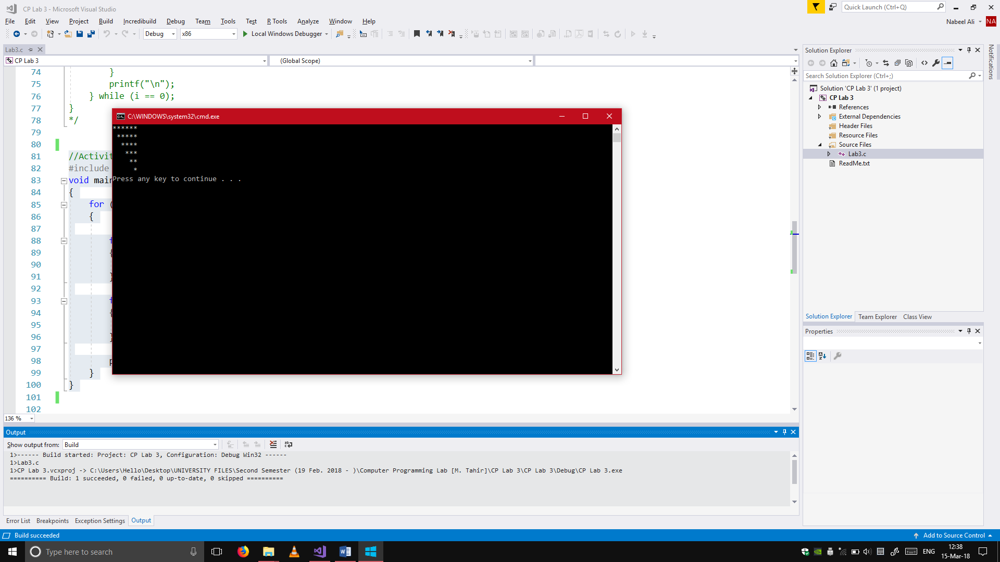 CP Lab 3 - Microsoft Visual Studio
Quick Launch (Ctrl+Q)
File Edit View Project Build Incredibuild Debug Team Tools Test R Tools Analyze Window Help
Nabeel Ali NA
Debug x86 Local Windows Debugger
Lab3.c
CP Lab 3 (Global Scope)
74 }
75 printf("\n");
76 } while (i == 0);
77 }
78 */
79
80
81 //Activit
82 #include
83 void main
84 {
85 for (
86 {
87
88 f
89 {
90
91 }
92
93 f
94 {
95
96 }
97
98 p
99 }
100 }
101
102
136 %
C:\WINDOWS\system32\cmd.exe
******
*****
****
***
**
*
Press any key to continue . . .
Solution Explorer
Search Solution Explorer (Ctrl+;)
Solution 'CP Lab 3' (1 project)
CP Lab 3
References
External Dependencies
Header Files
Resource Files
Source Files
Lab3.c
ReadMe.txt
Solution Explorer Team Explorer Class View
Properties
Notifications
Output
Show output from: Build
1>------ Build started: Project: CP Lab 3, Configuration: Debug Win32 ------
1>Lab3.c
1>CP Lab 3.vcxproj -> C:\Users\Hello\Desktop\UNIVERSITY FILES\Second Semester (19 Feb. 2018 - )\Computer Programming Lab [M. Tahir]\CP Lab 3\CP Lab 3\Debug\CP Lab 3.exe
========== Build: 1 succeeded, 0 failed, 0 up-to-date, 0 skipped ==========
Error List Breakpoints Exception Settings Output
Build succeeded
Add to Source Control
Type here to search
ENG
12:38
15-Mar-18